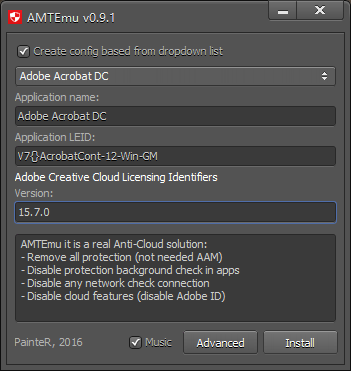 AMTEmu v0.9.1
Create config based from dropdown list
Adobe Acrobat DC
Application name:
Adobe Acrobat DC
Application LEID:
V7{}AcrobatCont-12-Win-GM
Adobe Creative Cloud Licensing Identifiers
Version:
15.7.0
AMTEmu it is a real Anti-Cloud solution:
- Remove all protection (not needed AAM)
- Disable protection background check in apps
- Disable any network check connection
- Disable cloud features (disable Adobe ID)
PainteR, 2016
Music
Advanced
Install